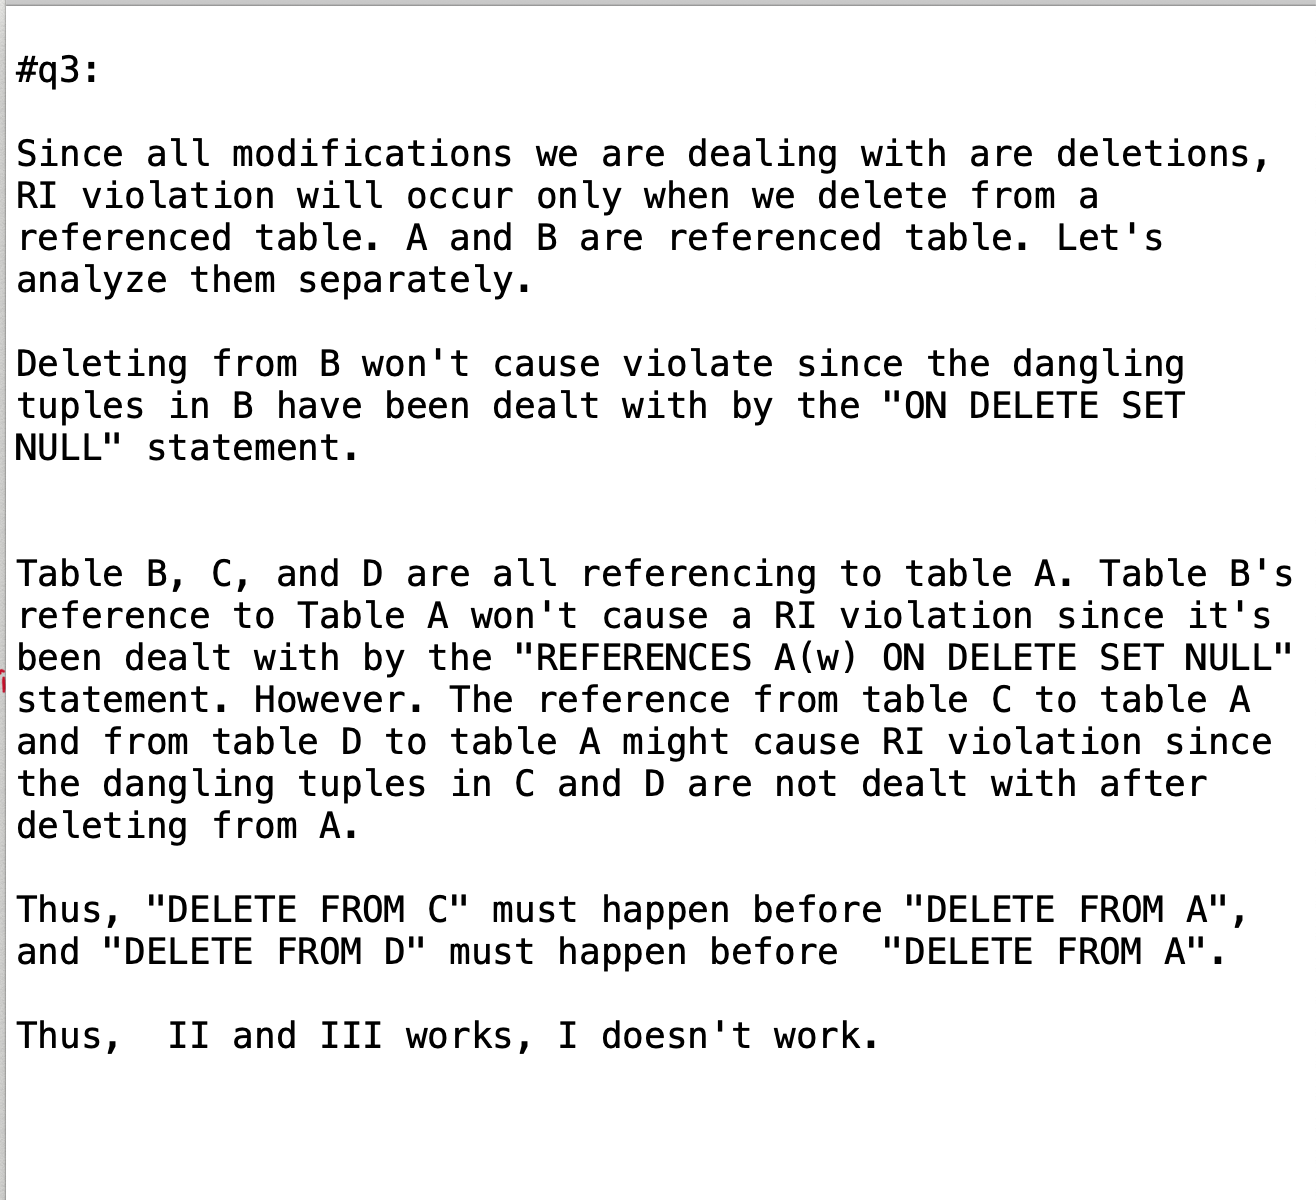 #q3:
Since all modifications we are dealing with are deletions,
RI violation will occur only when we delete from a
referenced table. A and B are referenced table. Let's
analyze them separately.
Deleting from B won't cause violate since the dangling
tuples in B have been dealt with by the "ON DELETE SET
NULL" statement.
Table B, C, and D are all referencing to table A. Table B's
reference to Table A won't cause a RI violation since it's
been dealt with by the "REFERENCES A(w) ON DELETE SET NULL"
statement. However. The reference from table C to table A
and from table D to table A might cause RI violation since
the dangling tuples in C and D are not dealt with after
deleting from A.
Thus, "DELETE FROM C" must happen before "DELETE FROM A",
and "DELETE FROM D" must happen before  "DELETE FROM A".
Thus,  II and III works, I doesn't work.